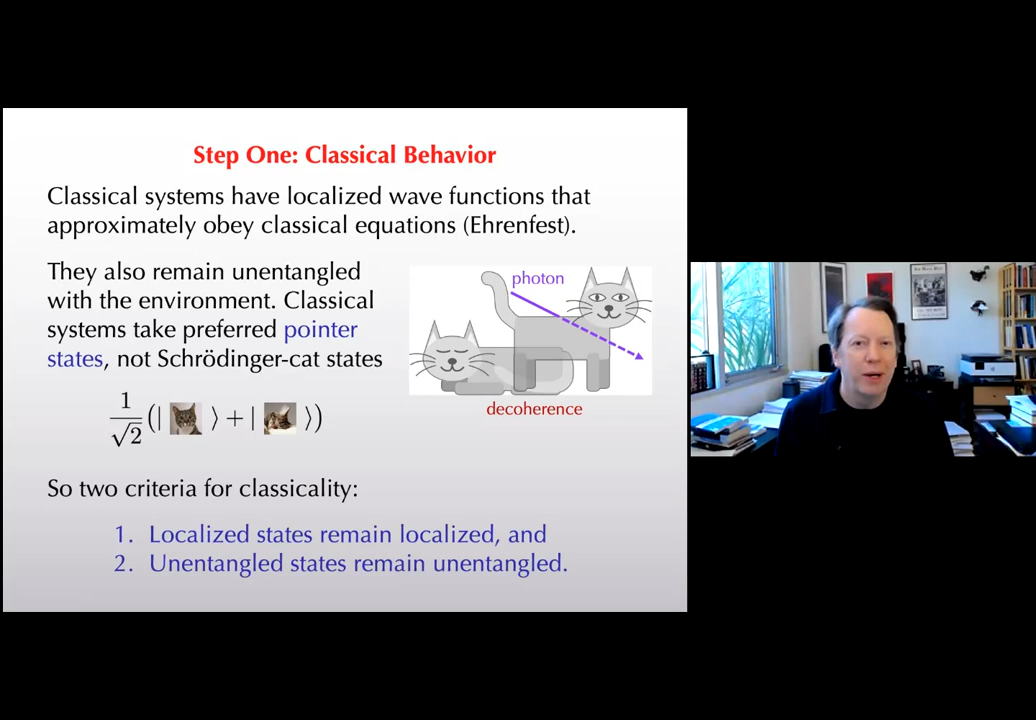 Step One: Classical Behavior
Classical systems have localized wave functions that
approximately obey classical equations (Ehrenfest).
They also remain unentangled
with the environment. Classical
systems take preferred pointer
states, not Schrödinger-cat states
photon
decoherence
1/√2 (| ⟩ + | ⟩)
So two criteria for classicality:
1. Localized states remain localized, and
2. Unentangled states remain unentangled.